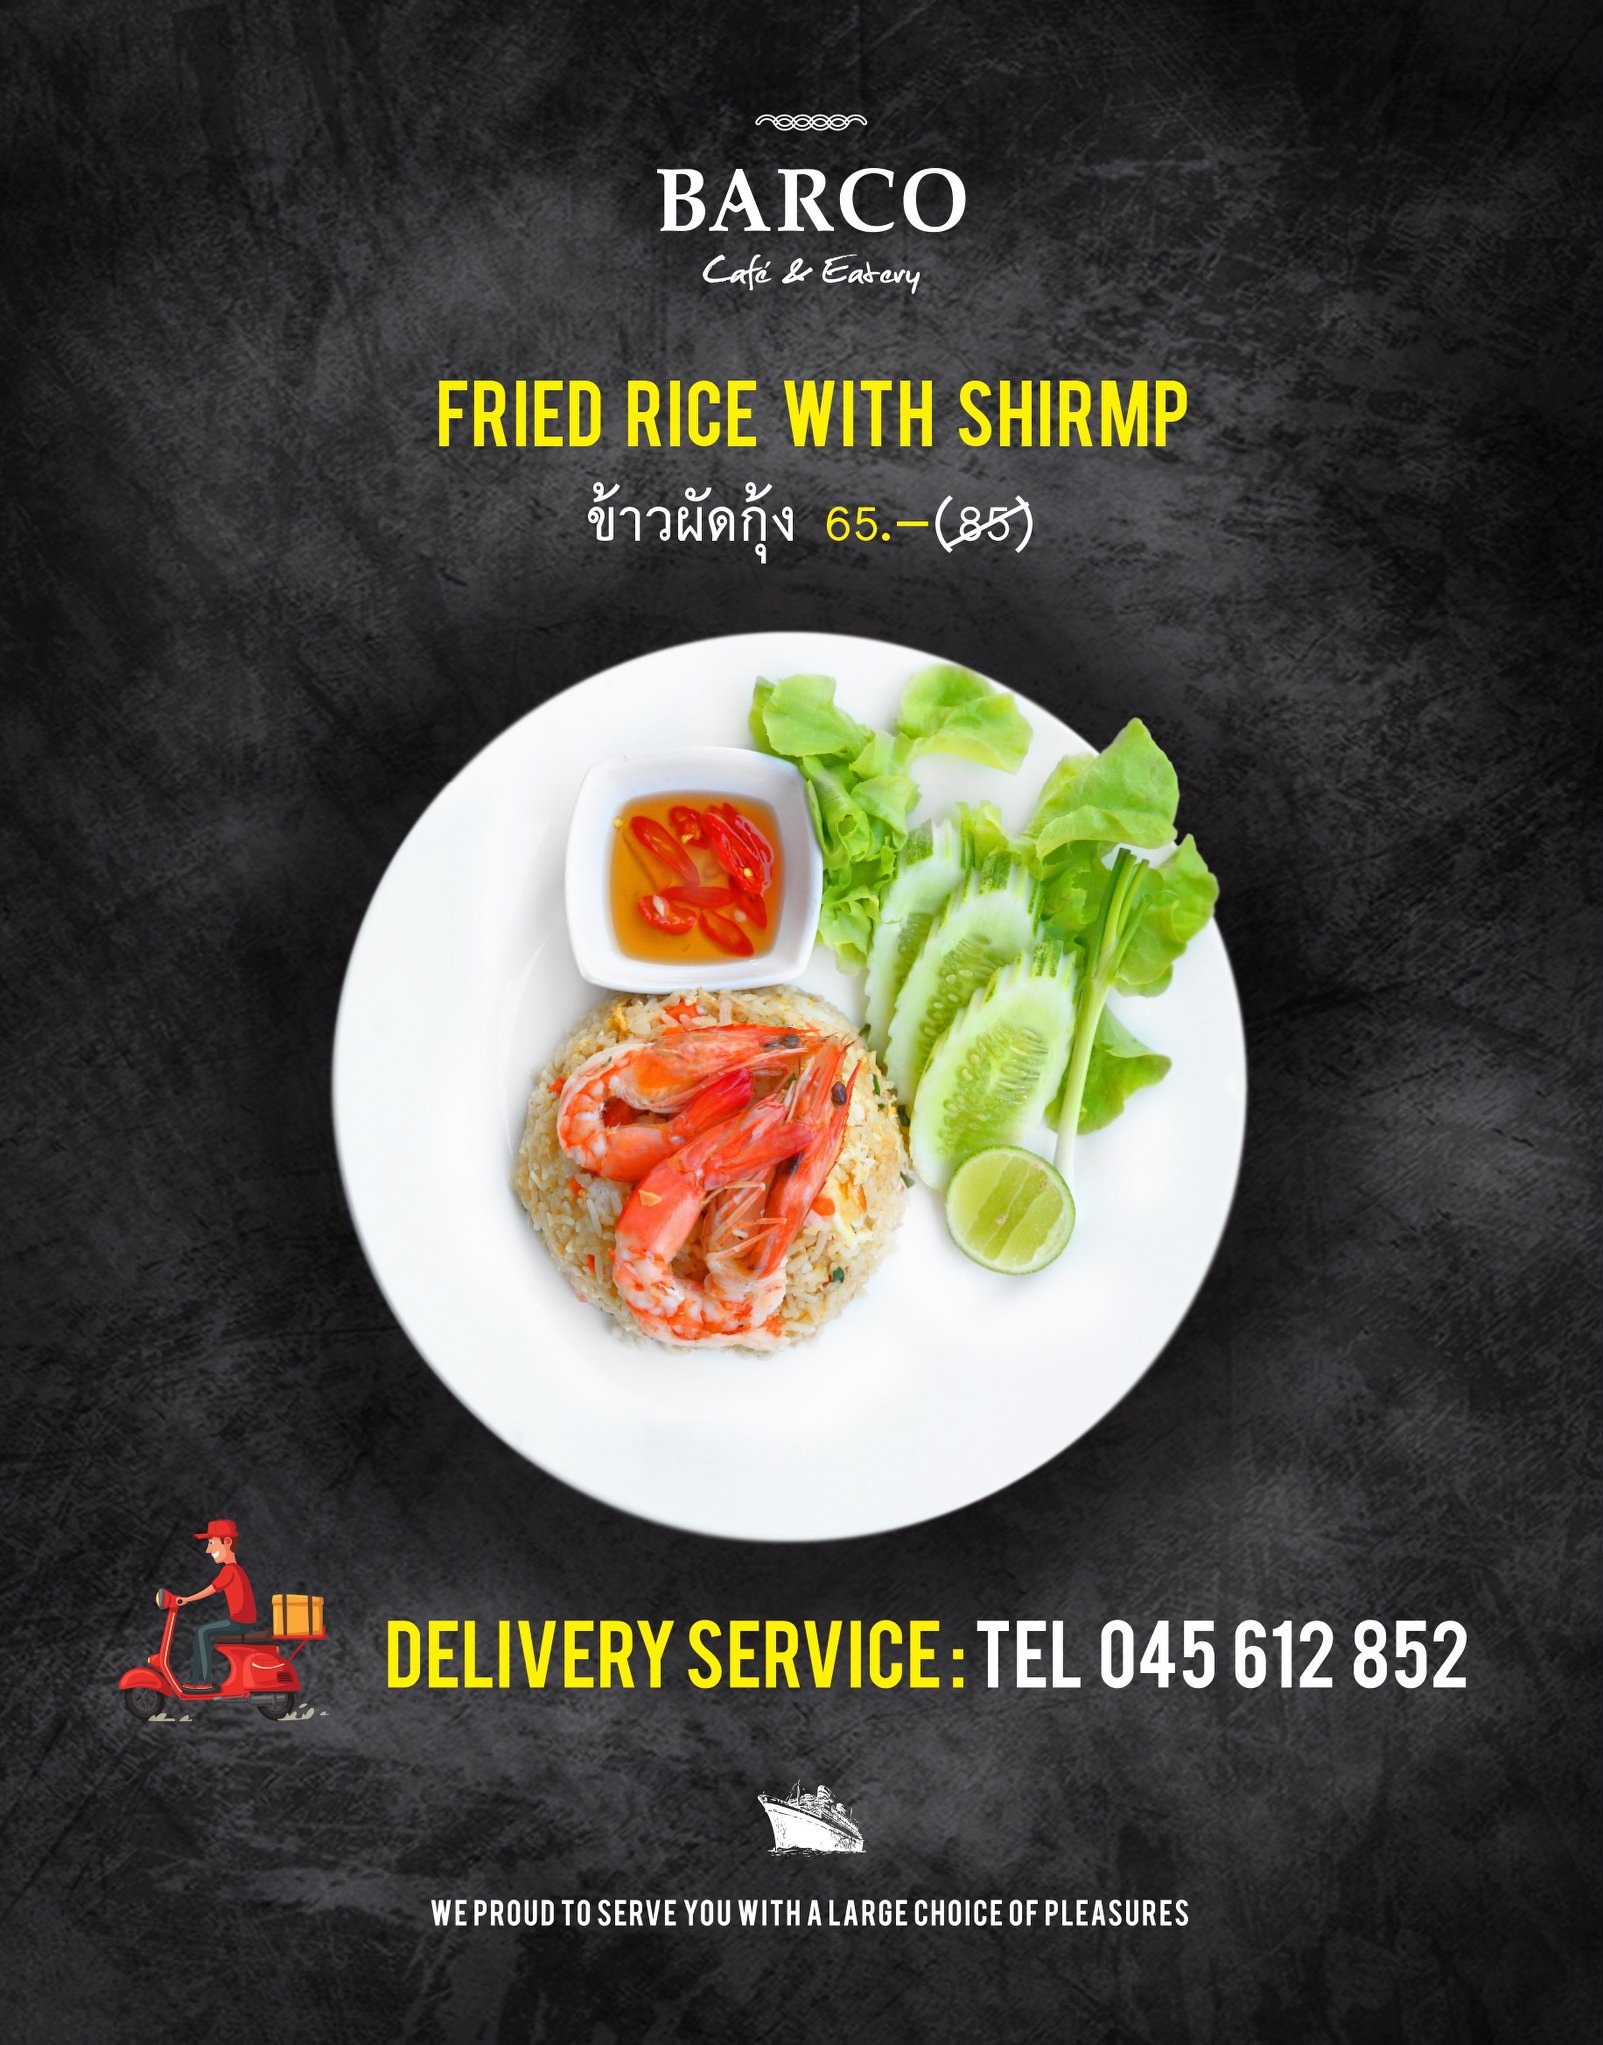 BARCO
Café & Eatery
FRIED RICE WITH SHIRMP
ข้าวผัดกุ้ง 65.-(85)
DELIVERY SERVICE : TEL 045 612 852
WE PROUD TO SERVE YOU WITH A LARGE CHOICE OF PLEASURES